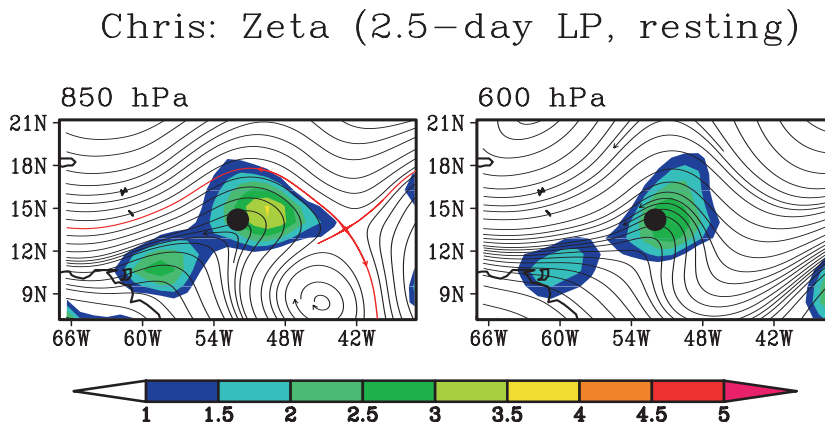 Chris: Zeta (2.5-day LP, resting)
850 hPa 600 hPa
21N 21N
18N 18N
15N 15N
12N 12N
9N 9N
66W 60W 54W 48W 42W 66W 60W 54W 48W 42W
1 1.5 2 2.5 3 3.5 4 4.5 5